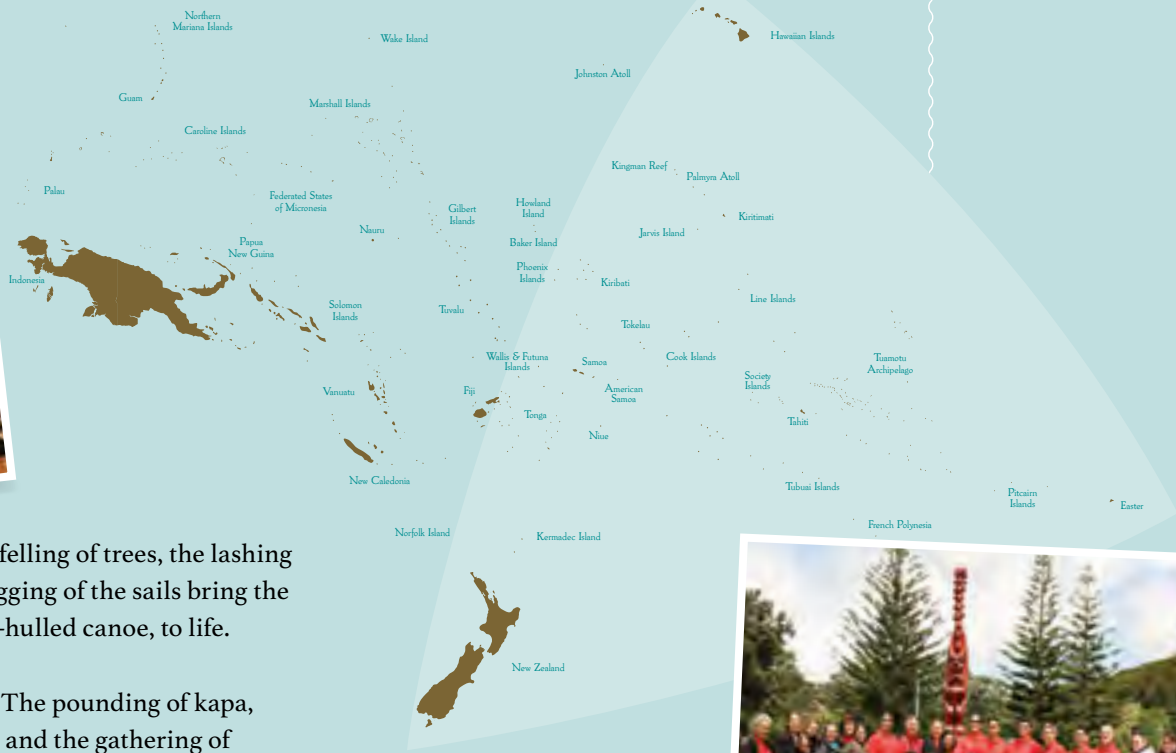 Northern
Mariana Islands
Wake Island
Hawaiian Islands
Johnston Atoll
Guam
Marshall Islands
Caroline Islands
Kingman Reef
Palmyra Atoll
Palau
Federated States
of Micronesia
Gilbert
Islands
Howland
Island
Kiritimati
Nauru
Jarvis Island
Papua
New Guina
Baker Island
Indonesia
Phoenix
Islands
Kiribati
Line Islands
Solomon
Islands
Tuvalu
Tokelau
Wallis & Futuna
Islands
Samoa
Cook Islands
Tuamotu
Archipelago
Society
Islands
Vanuatu
Fiji
American
Samoa
Tonga
Tahiti
Niue
New Caledonia
Tubuai Islands
Pitcairn
Islands
Easter
French Polynesia
Norfolk Island
Kermadec Island
New Zealand
felling of trees, the lashing
gging of the sails bring the
-hulled canoe, to life.
The pounding of kapa,
and the gathering of